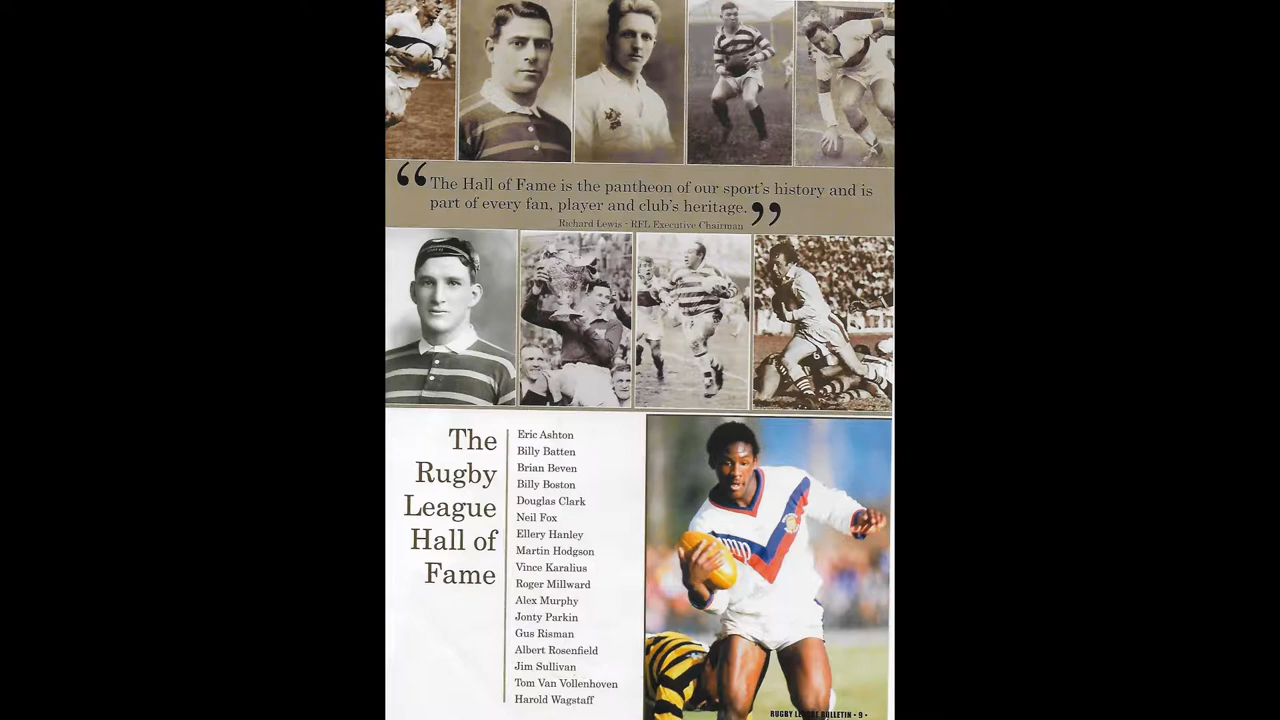 “The Hall of Fame is the pantheon of our sport's history and is
part of every fan, player and club's heritage.”
Richard Lewis - RFL Executive Chairman
The
Rugby
League
Hall of
Fame
Eric Ashton
Billy Batten
Brian Beven
Billy Boston
Douglas Clark
Neil Fox
Ellery Hanley
Martin Hodgson
Vince Karalius
Roger Millward
Alex Murphy
Jonty Parkin
Gus Risman
Albert Rosenfield
Jim Sullivan
Tom Van Vollenhoven
Harold Wagstaff
RUGBY LEAGUE BULLETIN • 9 •